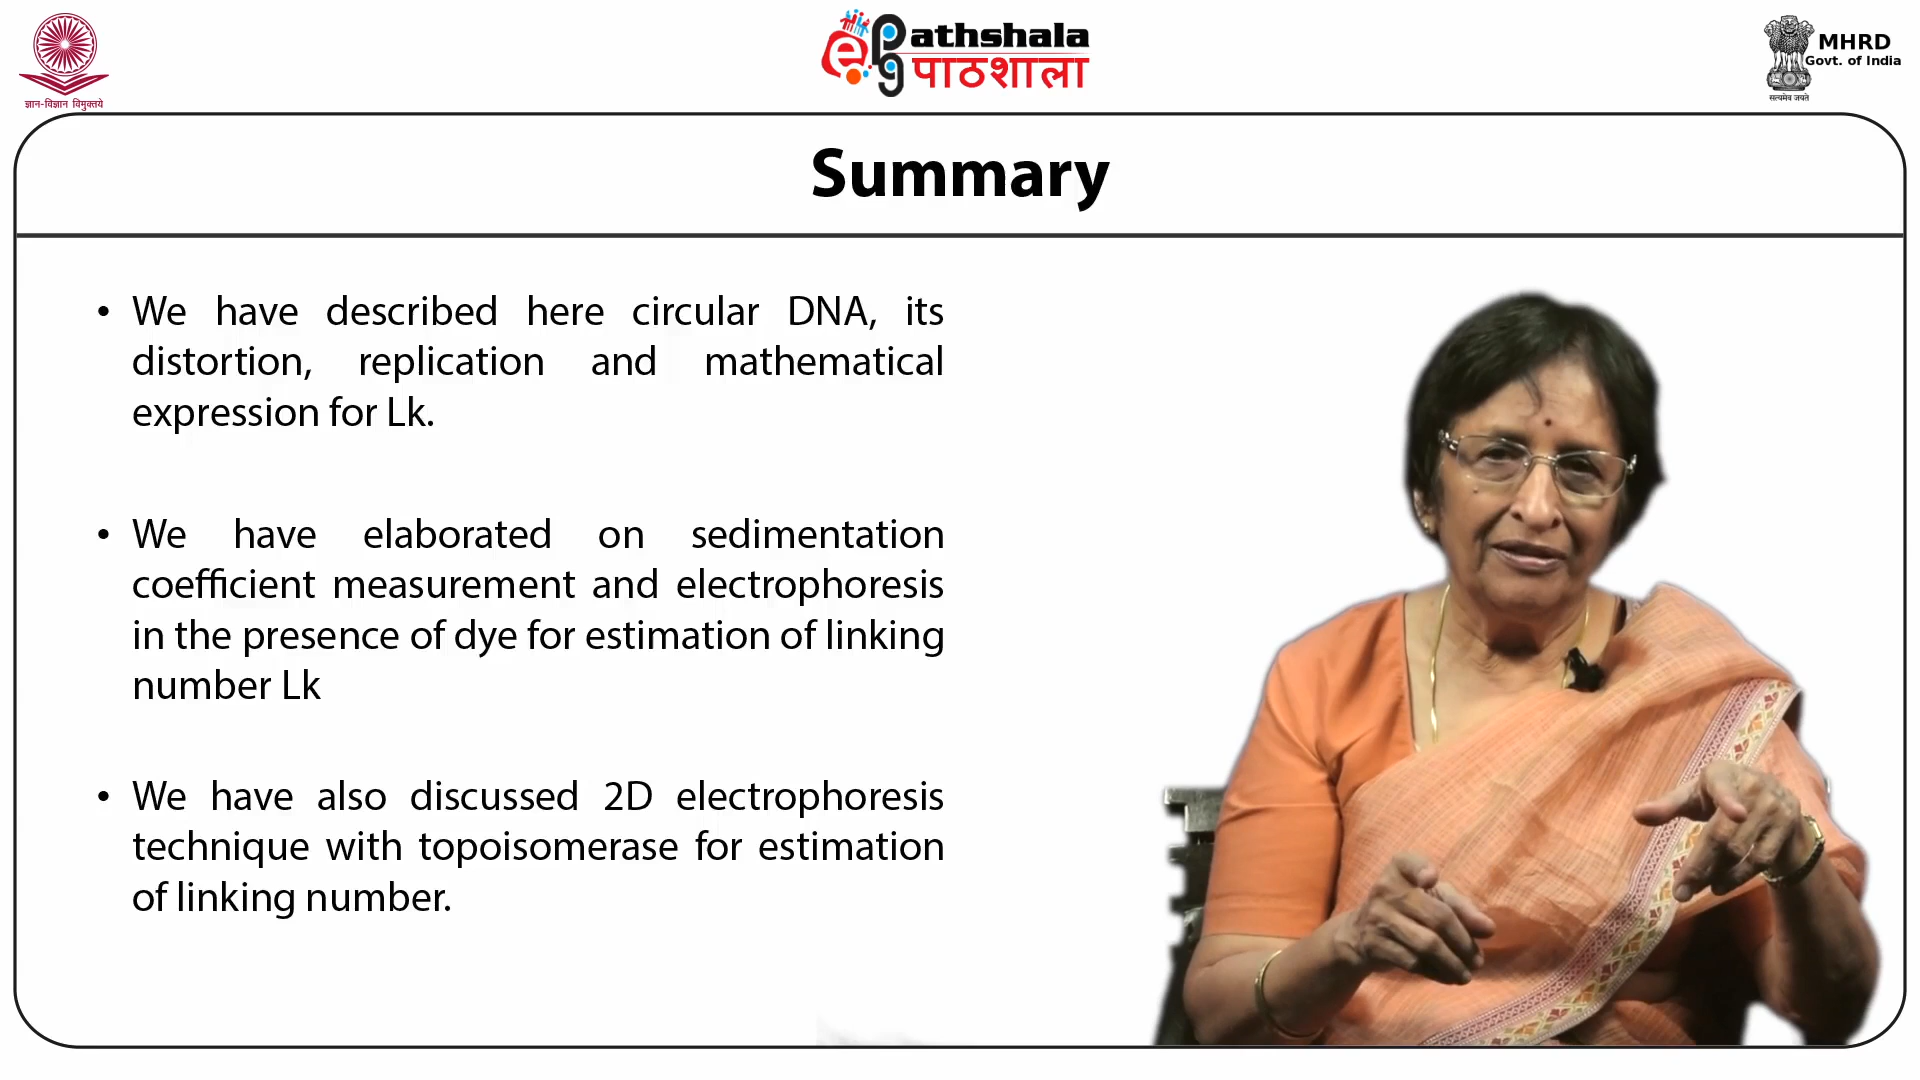 ज्ञान-विज्ञान विमुक्तये
ePG athshala
पाठशाला
MHRD
Govt. of India
सत्यमेव जयते
Summary
• We have described here circular DNA, its
distortion, replication and mathematical
expression for Lk.
• We have elaborated on sedimentation
coefficient measurement and electrophoresis
in the presence of dye for estimation of linking
number Lk
• We have also discussed 2D electrophoresis
technique with topoisomerase for estimation
of linking number.